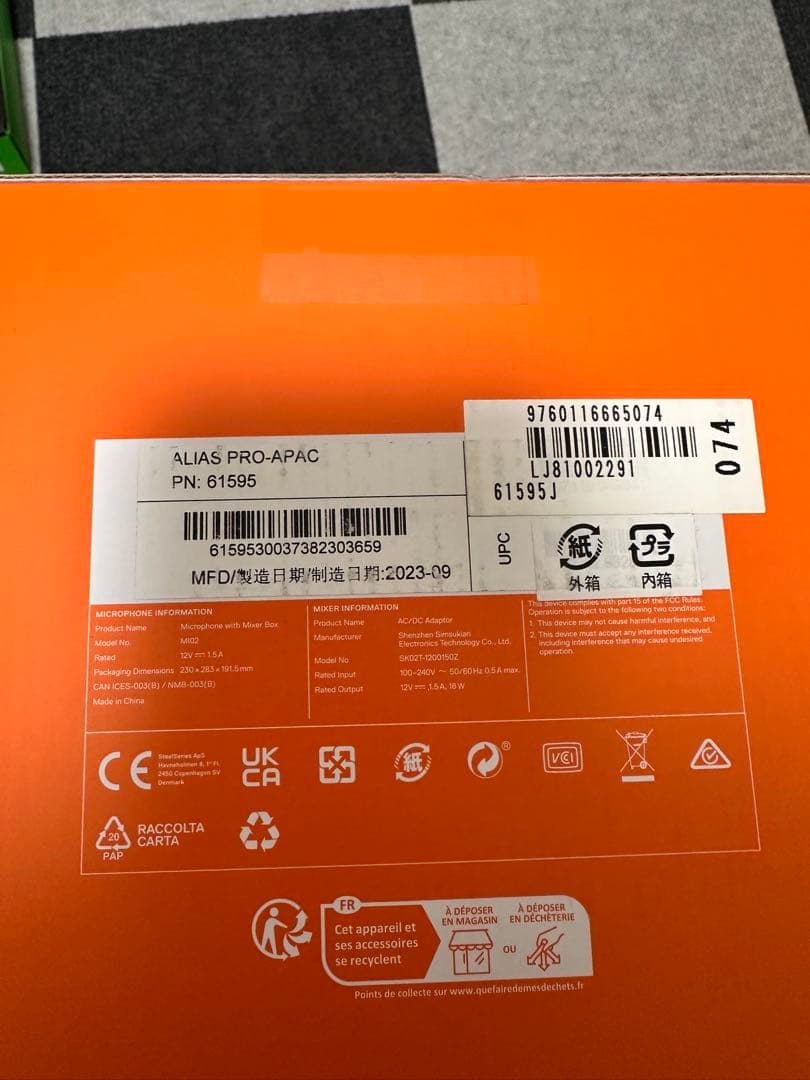 9760116665074
LJ81002291
61595J
074
ALIAS PRO-APAC
PN: 61595
6159530037382303659
MFD/製造日期/制造日期:2023-09
UPC
紙
外箱
プラ
內箱
MICROPHONE INFORMATION
Product Name Microphone with Mixer Box
Model No. MI02
Rated 12V⎓1.5A
Packaging Dimensions 230×283×191.5mm
CAN ICES-003(B) / NMB-003(B)
Made in China
MIXER INFORMATION
Product Name AC/DC Adaptor
Manufacturer Shenzhen Simsukian
Electronics Technology Co., Ltd.
Model No SK02T-1200150Z
Rated Input 100-240V ~ 50/60Hz 0.5A max.
Rated Output 12V⎓,1.5A, 18W
This device complies with part 15 of the FCC Rules.
Operation is subject to the following two conditions:
1. This device may not cause harmful interference, and
2. This device must accept any interference received,
including interference that may cause undesired
operation.
CE
SteelSeries ApS
Havneholmen 8, 1st Fl,
2450 Copenhagen SV
Denmark
UK
CA
紙
®
VCCI
20
PAP
RACCOLTA
CARTA
FR
Cet appareil et
ses accessoires
se recyclent
À DÉPOSER
EN MAGASIN
OU
À DÉPOSER
EN DÉCHÈTERIE
Points de collecte sur www.quefairedemesdechets.fr